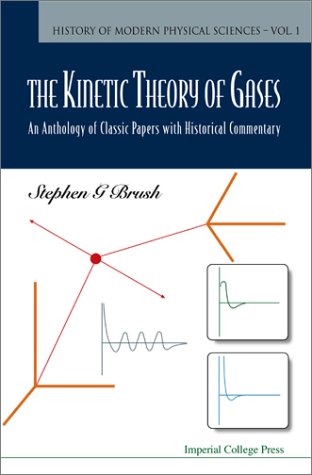 HISTORY OF MODERN PHYSICAL SCIENCES – VOL. 1
THE KINETIC THEORY OF GASES
An Anthology of Classic Papers with Historical Commentary
Stephen G Brush
Imperial College Press